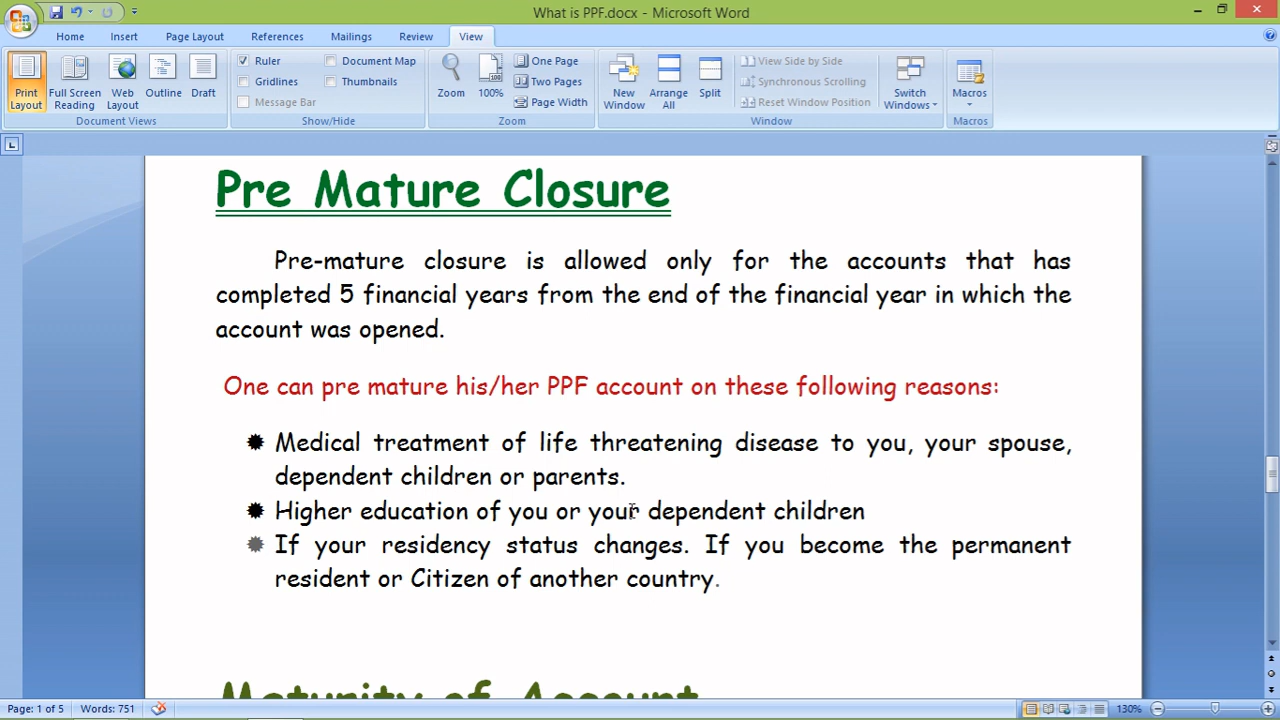 What is PPF.docx - Microsoft Word
Home Insert Page Layout References Mailings Review View
Print Layout
Full Screen Reading
Web Layout
Outline
Draft
Document Views
Ruler
Gridlines
Message Bar
Document Map
Thumbnails
Show/Hide
Zoom
100%
One Page
Two Pages
Page Width
Zoom
New Window
Arrange All
Split
View Side by Side
Synchronous Scrolling
Reset Window Position
Window
Switch Windows
Macros
Macros
Pre Mature Closure
Pre-mature closure is allowed only for the accounts that has
completed 5 financial years from the end of the financial year in which the
account was opened.
One can pre mature his/her PPF account on these following reasons:
Medical treatment of life threatening disease to you, your spouse,
dependent children or parents.
Higher education of you or your dependent children
If your residency status changes. If you become the permanent
resident or Citizen of another country.
Maturity of Account
Page: 1 of 5 Words: 751 130%